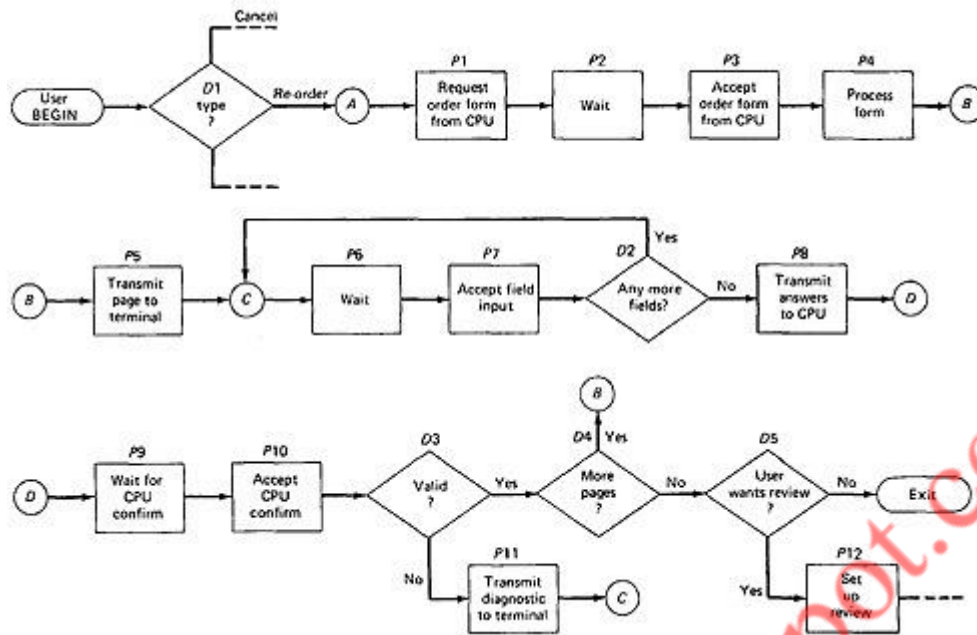 Cancel
P1
P2
P3
P4
User
BEGIN
D1
type
?
Re-order
A
Request
order form
from CPU
Wait
Accept
order form
from CPU
Process
form
B
Yes
P5
P6
P7
D2
P8
B
Transmit
page to
terminal
C
Wait
Accept field
input
Any more
fields?
No
Transmit
answers
to CPU
D
B
P9
P10
D3
D4
Yes
D5
D
Wait for
CPU
confirm
Accept
CPU
confirm
Valid
?
Yes
More
pages
?
No
User
wants review
?
No
Exit
No
P11
Transmit
diagnostic
to terminal
C
Yes
P12
Set
up
review